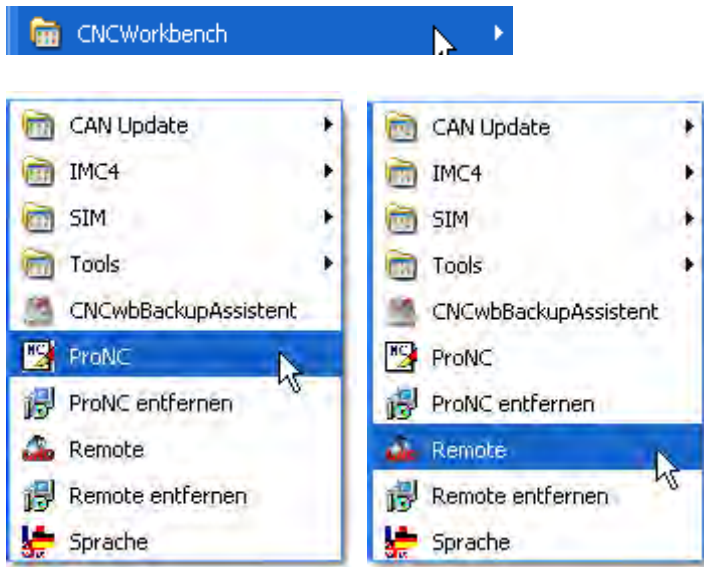 CNCWorkbench
CAN Update
IMC4
SIM
Tools
CNCwbBackupAssistent
ProNC
ProNC entfernen
Remote
Remote entfernen
Sprache
CAN Update
IMC4
SIM
Tools
CNCwbBackupAssistent
ProNC
ProNC entfernen
Remote
Remote entfernen
Sprache